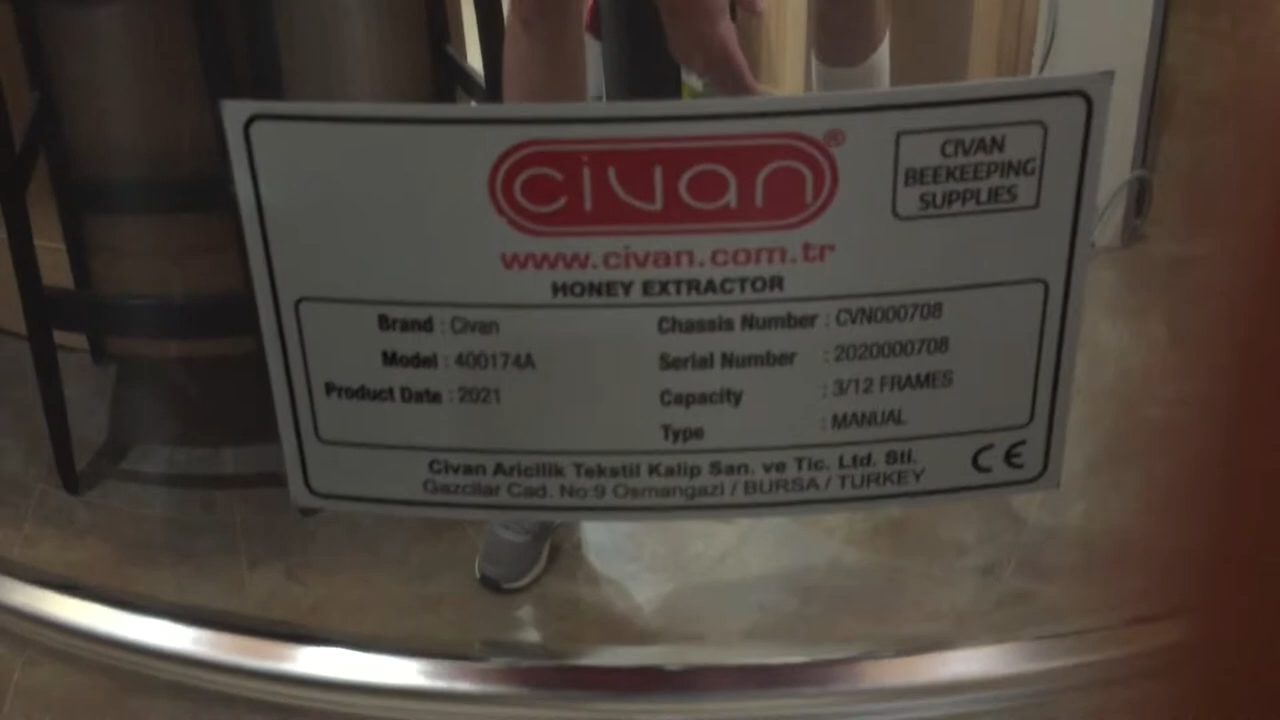 civan®
CIVAN
BEEKEEPING
SUPPLIES
www.civan.com.tr
HONEY EXTRACTOR
Brand : Civan
Model : 400174A
Product Date : 2021
Chassis Number : CVN000708
Serial Number : 2020000708
Capacity : 3/12 FRAMES
Type : MANUAL
Civan Aricilik Tekstil Kalip San. ve Tic. Ltd. Sti.
Gazcilar Cad. No:9 Osmangazi / BURSA / TURKEY
CE